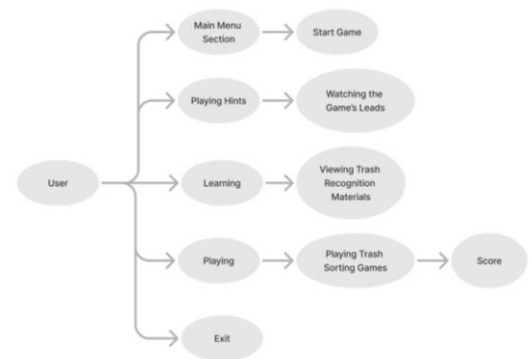 Main Menu
Section
Start Game
Playing Hints
Watching the
Game's Leads
User
Learning
Viewing Trash
Recognition
Materials
Playing
Playing Trash
Sorting Games
Score
Exit